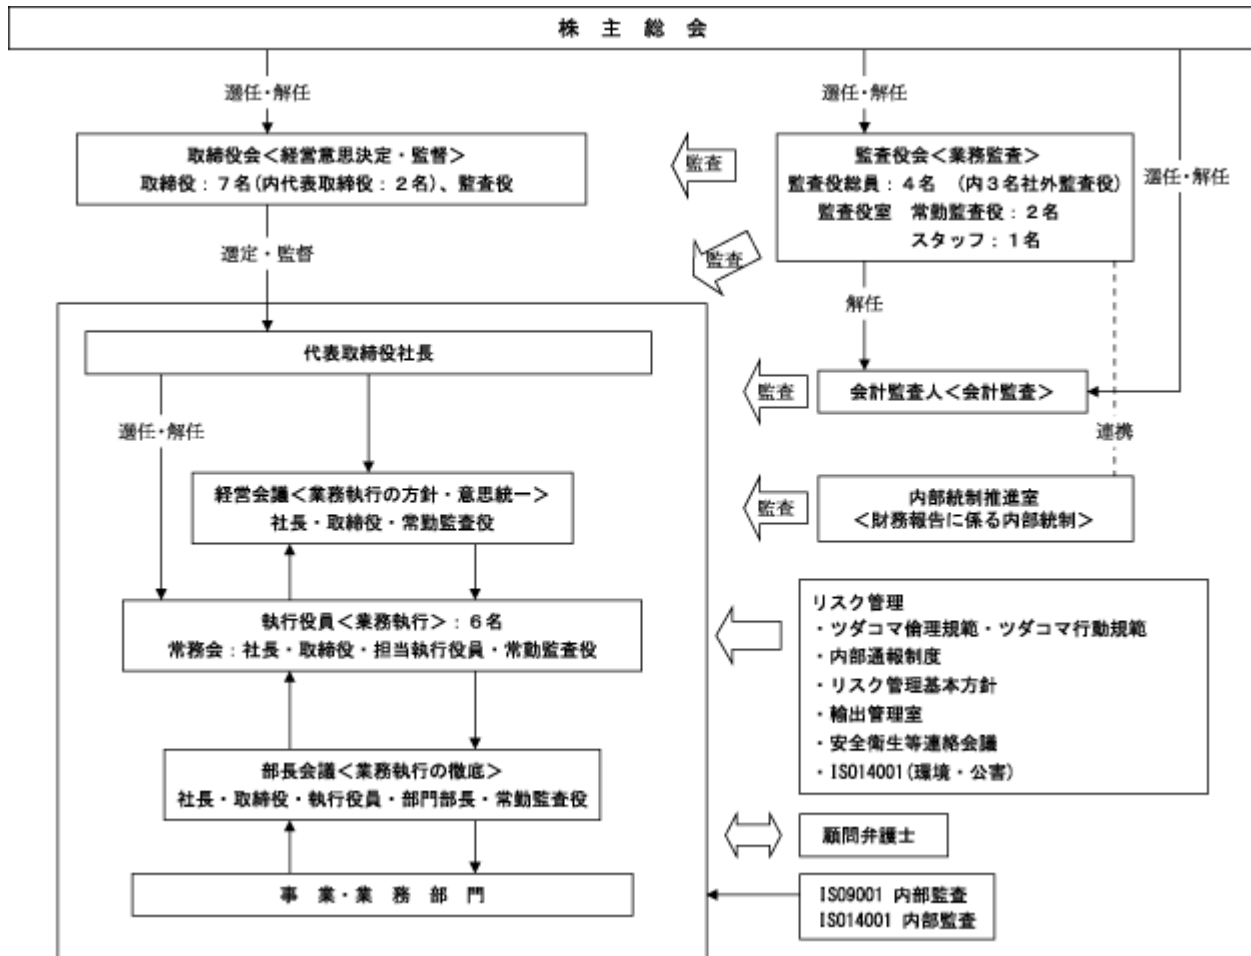 株 主 総 会
選任・解任
選任・解任
取締役会＜経営意思決定・監督＞
取締役：７名(内代表取締役：２名)、監査役
監査
監査役会＜業務監査＞
監査役総員：４名 （内３名社外監査役）
監査役室 常勤監査役：２名
スタッフ：１名
選任・解任
選定・監督
監査
解任
代表取締役社長
監査
会計監査人＜会計監査＞
選任・解任
連携
経営会議＜業務執行の方針・意思統一＞
社長・取締役・常勤監査役
監査
内部統制推進室
＜財務報告に係る内部統制＞
執行役員＜業務執行＞：６名
常務会：社長・取締役・担当執行役員・常勤監査役
リスク管理
・ツダコマ倫理規範・ツダコマ行動規範
・内部通報制度
・リスク管理基本方針
・輸出管理室
・安全衛生等連絡会議
・ISO14001(環境・公害)
部長会議＜業務執行の徹底＞
社長・取締役・執行役員・部門部長・常勤監査役
顧問弁護士
事 業・業 務 部 門
ISO9001 内部監査
ISO14001 内部監査